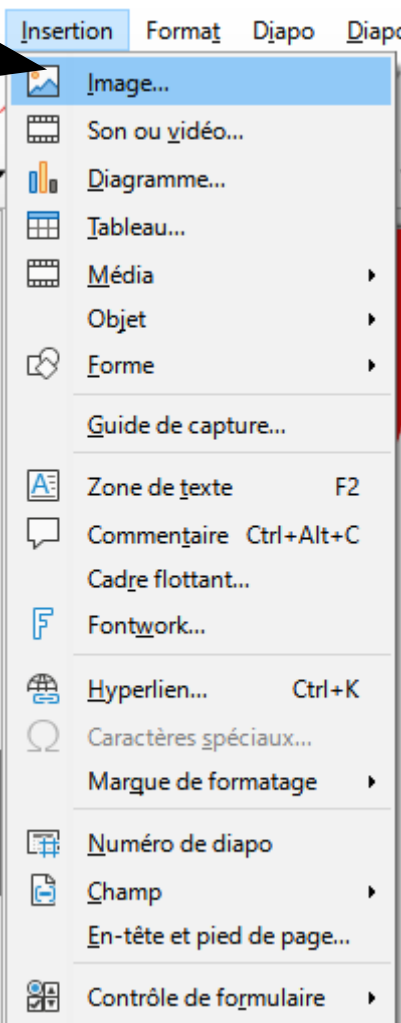 Insertion Format Diapo Diapo
Image...
Son ou vidéo...
Diagramme...
Tableau...
Média
Objet
Forme
Guide de capture...
Zone de texte F2
Commentaire Ctrl+Alt+C
Cadre flottant...
Fontwork...
Hyperlien... Ctrl+K
Caractères spéciaux...
Marque de formatage
Numéro de diapo
Champ
En-tête et pied de page...
Contrôle de formulaire